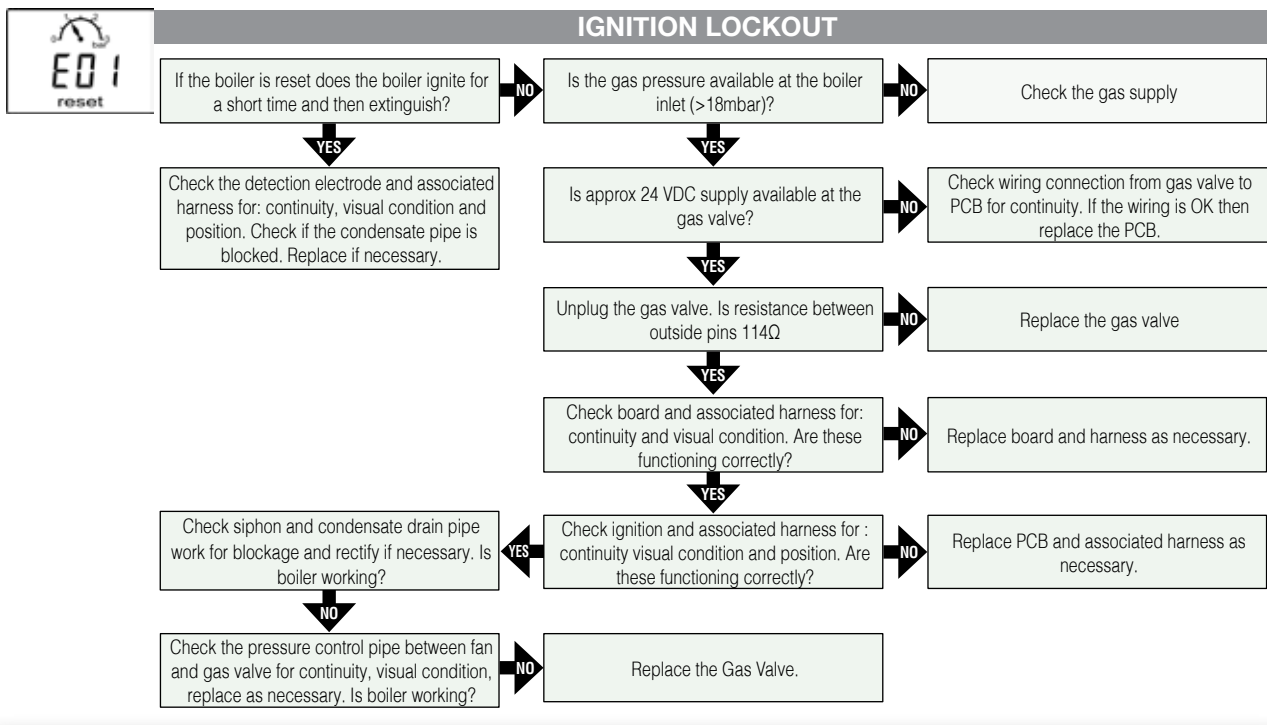 IGNITION LOCKOUT
bar
E01
reset
If the boiler is reset does the boiler ignite for
a short time and then extinguish?
NO
Is the gas pressure available at the boiler
inlet (>18mbar)?
NO
Check the gas supply
YES
YES
Check the detection electrode and associated
harness for: continuity, visual condition and
position. Check if the condensate pipe is
blocked. Replace if necessary.
Is approx 24 VDC supply available at the
gas valve?
NO
Check wiring connection from gas valve to
PCB for continuity. If the wiring is OK then
replace the PCB.
YES
Unplug the gas valve. Is resistance between
outside pins 114Ω
NO
Replace the gas valve
YES
Check board and associated harness for:
continuity and visual condition. Are these
functioning correctly?
NO
Replace board and harness as necessary.
YES
Check siphon and condensate drain pipe
work for blockage and rectify if necessary. Is
boiler working?
YES
Check ignition and associated harness for :
continuity visual condition and position. Are
these functioning correctly?
NO
Replace PCB and associated harness as
necessary.
NO
Check the pressure control pipe between fan
and gas valve for continuity, visual condition,
replace as necessary. Is boiler working?
NO
Replace the Gas Valve.